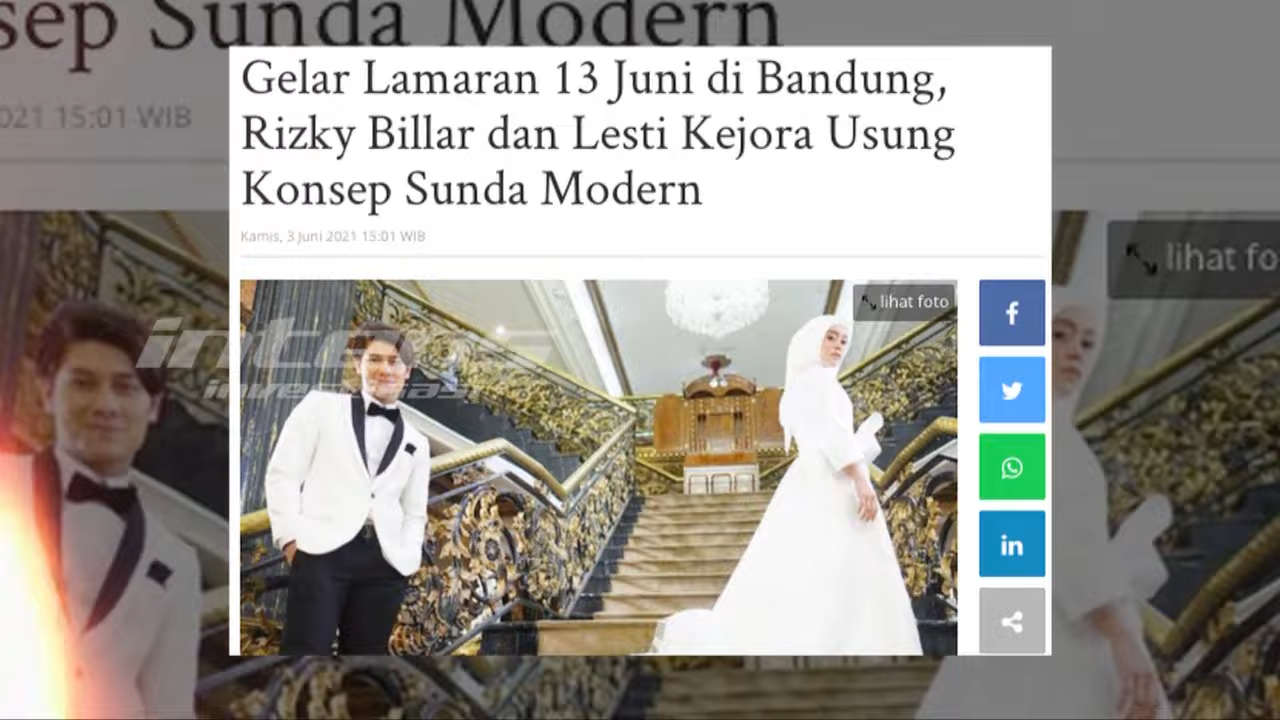 sep Sunda Modern
021 15:01 WIB
Gelar Lamaran 13 Juni di Bandung,
Rizky Billar dan Lesti Kejora Usung
Konsep Sunda Modern
Kamis, 3 Juni 2021 15:01 WIB
lihat foto
lihat fo